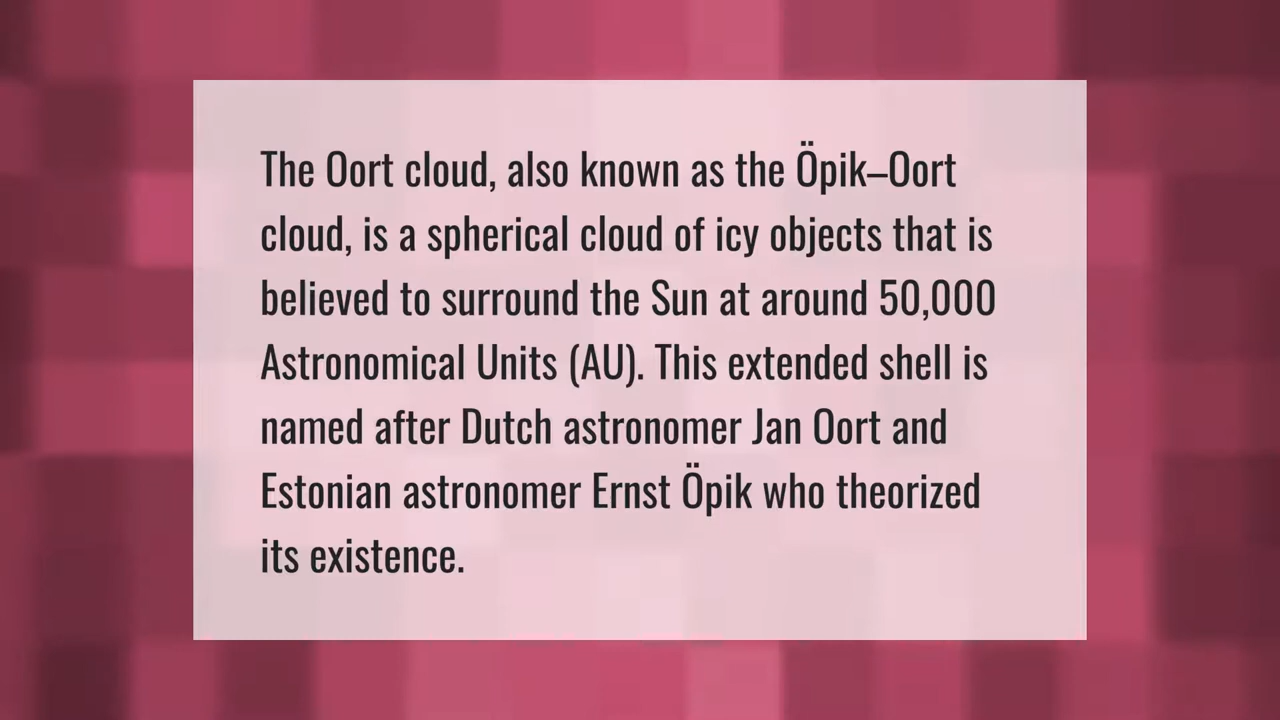 The Oort cloud, also known as the Öpik–Oort
cloud, is a spherical cloud of icy objects that is
believed to surround the Sun at around 50,000
Astronomical Units (AU). This extended shell is
named after Dutch astronomer Jan Oort and
Estonian astronomer Ernst Öpik who theorized
its existence.